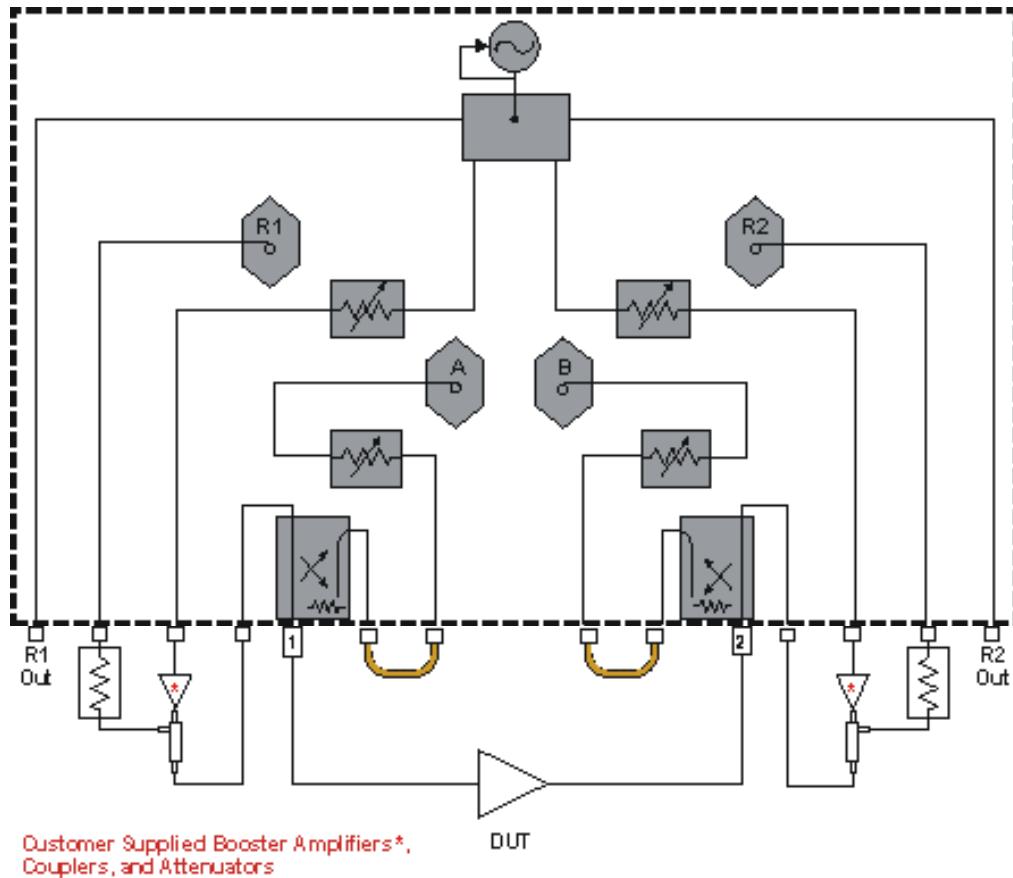 R1
R2
A
B
1
2
R1
Out
R2
Out
*
*
DUT
Customer Supplied Booster Amplifiers*,
Couplers, and Attenuators